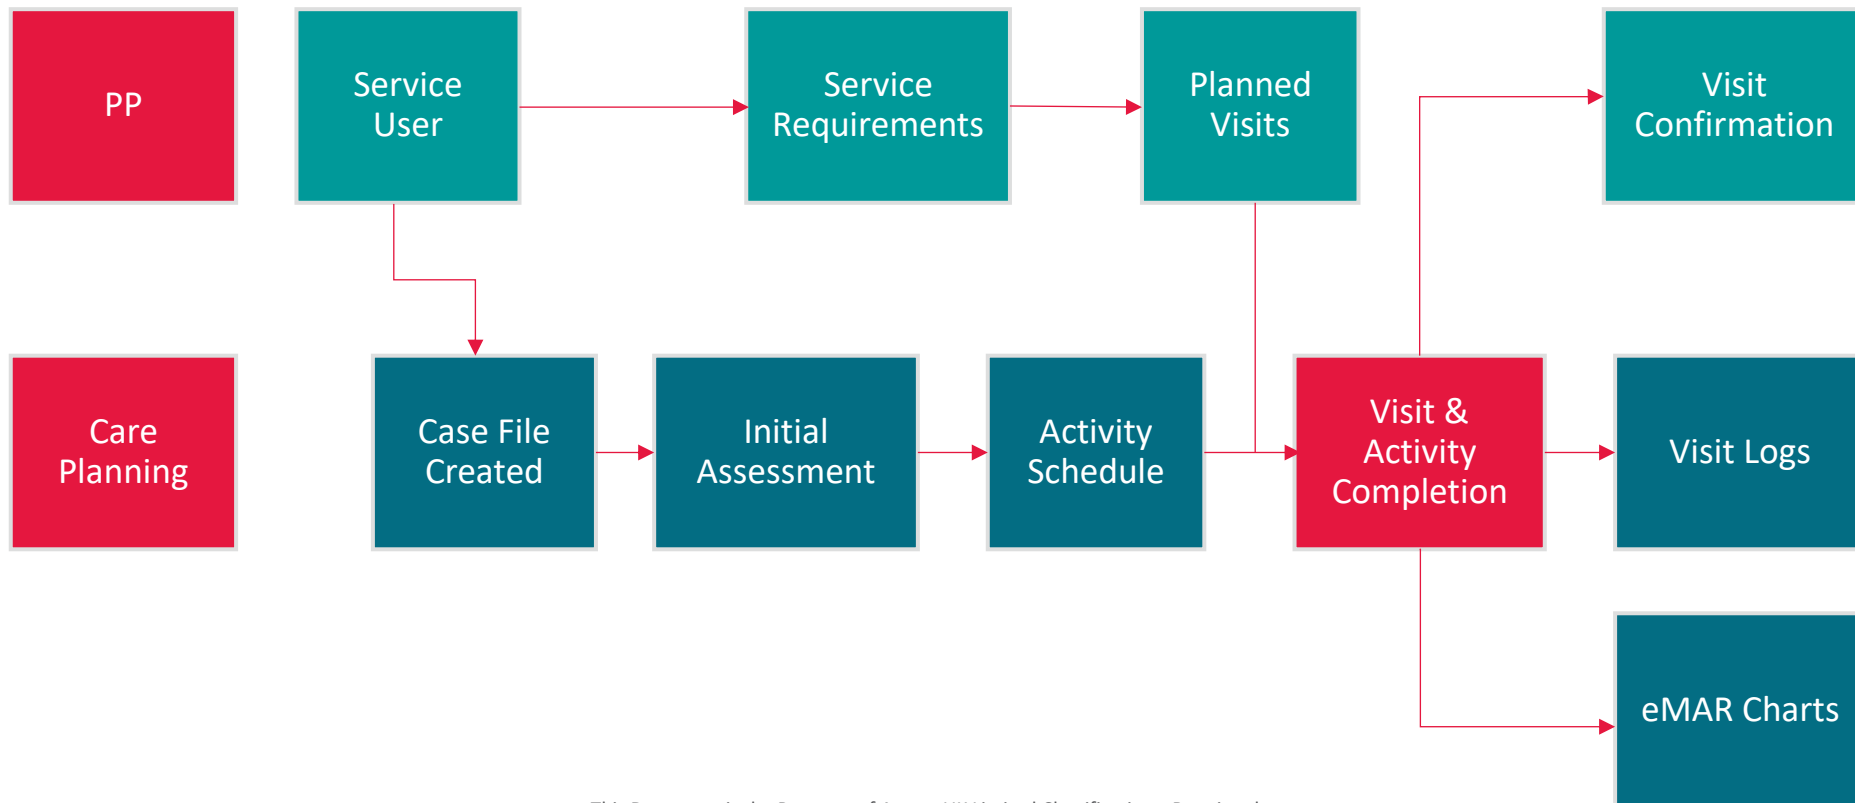 PP
Service
User
Service
Requirements
Planned
Visits
Visit
Confirmation
Care
Planning
Case File
Created
Initial
Assessment
Activity
Schedule
Visit &
Activity
Completion
Visit Logs
eMAR Charts